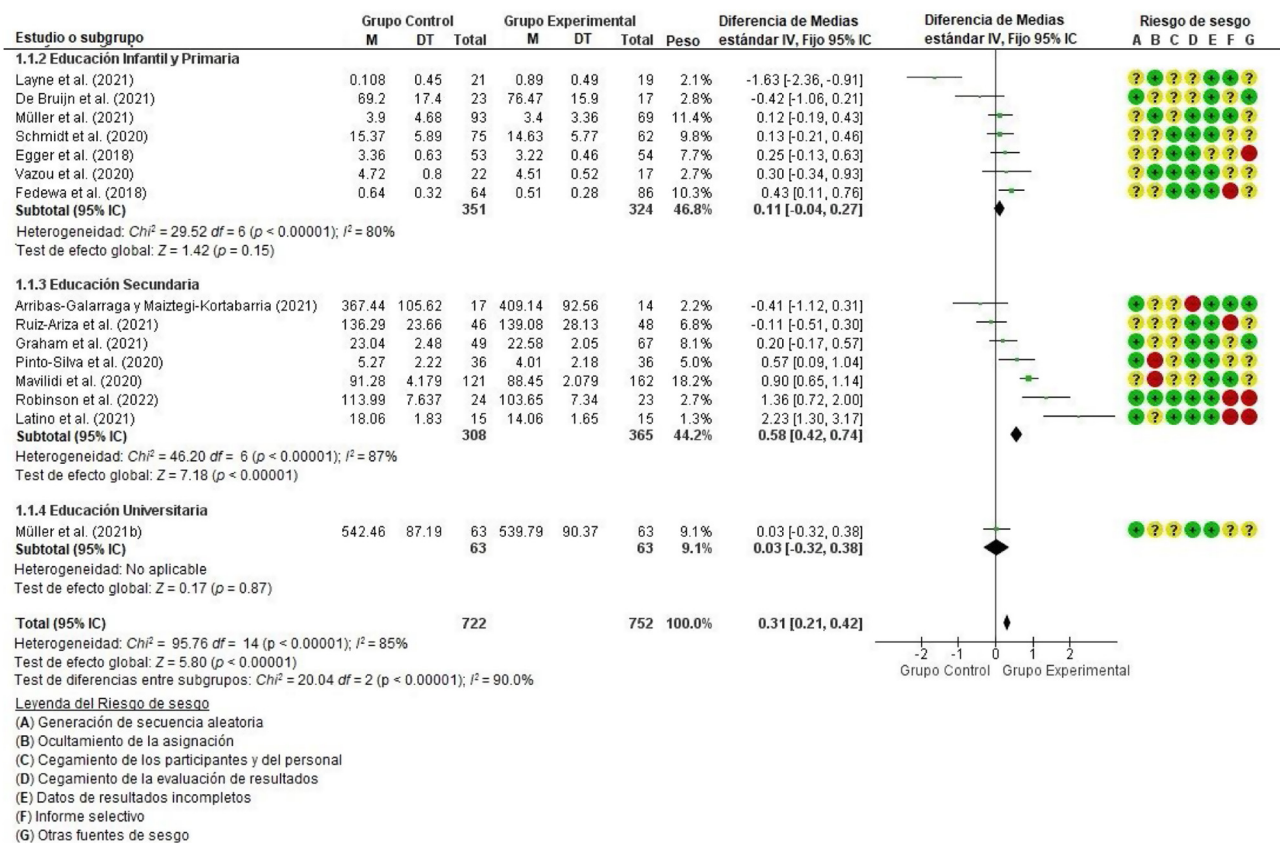 Grupo Control Grupo Experimental Diferencia de Medias Diferencia de Medias Riesgo de sesgo
Estudio o subgrupo M DT Total M DT Total Peso estándar IV, Fijo 95% IC estándar IV, Fijo 95% IC A B C D E F G
1.1.2 Educación Infantil y Primaria
Layne et al. (2021) 0.108 0.45 21 0.89 0.49 19 2.1% -1.63 [-2.36, -0.91] ? + ? ? + + ?
De Bruijn et al. (2021) 69.2 17.4 23 76.47 15.9 17 2.8% -0.42 [-1.06, 0.21] + ? ? ? + ? +
Müller et al. (2021) 3.9 4.68 93 3.4 3.36 69 11.4% 0.12 [-0.19, 0.43] ? + ? + + ? ?
Schmidt et al. (2020) 15.37 5.89 75 14.63 5.77 62 9.8% 0.13 [-0.21, 0.46] ? ? + + ? ? ?
Egger et al. (2018) 3.36 0.63 53 3.22 0.46 54 7.7% 0.25 [-0.13, 0.63] ? + + + ? ?
Vazou et al. (2020) 4.72 0.8 22 4.51 0.52 17 2.7% 0.30 [-0.34, 0.93] ? + + + + ? ?
Fedewa et al. (2018) 0.64 0.32 64 0.51 0.28 86 10.3% 0.43 [0.11, 0.76] ? ? + + + ?
Subtotal (95% IC) 351 324 46.8% 0.11 [-0.04, 0.27]
Heterogeneidad: Chi² = 29.52 df = 6 (p < 0.00001); I² = 80%
Test de efecto global: Z = 1.42 (p = 0.15)
1.1.3 Educación Secundaria
Arribas-Galarraga y Maiztegi-Kortabarria (2021) 367.44 105.62 17 409.14 92.56 14 2.2% -0.41 [-1.12, 0.31] + ? ? + + +
Ruiz-Ariza et al. (2021) 136.29 23.66 46 139.08 28.13 48 6.8% -0.11 [-0.51, 0.30] ? ? ? + + ?
Graham et al. (2021) 23.04 2.48 49 22.58 2.05 67 8.1% 0.20 [-0.17, 0.57] + ? ? + + ? +
Pinto-Silva et al. (2020) 5.27 2.22 36 4.01 2.18 36 5.0% 0.57 [0.09, 1.04] + ? + + ? ?
Mavilidi et al. (2020) 91.28 4.179 121 88.45 2.079 162 18.2% 0.90 [0.65, 1.14] ? ? + + ? ?
Robinson et al. (2022) 113.99 7.637 24 103.65 7.34 23 3.2% 1.36 [0.72, 2.00] + + + + +
Latino et al. (2021) 18.06 1.83 15 14.06 1.65 15 1.3% 2.23 [1.30, 3.17] + ? + + +
Subtotal (95% IC) 308 365 44.2% 0.58 [0.42, 0.74]
Heterogeneidad: Chi² = 46.20 df = 6 (p < 0.00001); I² = 87%
Test de efecto global: Z = 7.18 (p < 0.00001)
1.1.4 Educación Universitaria
Müller et al. (2021b) 542.46 87.19 63 539.79 90.37 63 9.1% 0.03 [-0.32, 0.38] + ? ? + + ? ?
Subtotal (95% IC) 63 63 9.1% 0.03 [-0.32, 0.38]
Heterogeneidad: No aplicable
Test de efecto global: Z = 0.17 (p = 0.87)
Total (95% IC) 722 752 100.0% 0.31 [0.21, 0.42]
Heterogeneidad: Chi² = 95.76 df = 14 (p < 0.00001); I² = 85%
Test de efecto global: Z = 5.80 (p < 0.00001)
Test de diferencias entre subgrupos: Chi² = 20.04 df = 2 (p < 0.00001); I² = 90.0%
-2 -1 0 1 2
Grupo Control Grupo Experimental
Leyenda del Riesgo de sesgo
(A) Generación de secuencia aleatoria
(B) Ocultamiento de la asignación
(C) Cegamiento de los participantes y del personal
(D) Cegamiento de la evaluación de resultados
(E) Datos de resultados incompletos
(F) Informe selectivo
(G) Otras fuentes de sesgo